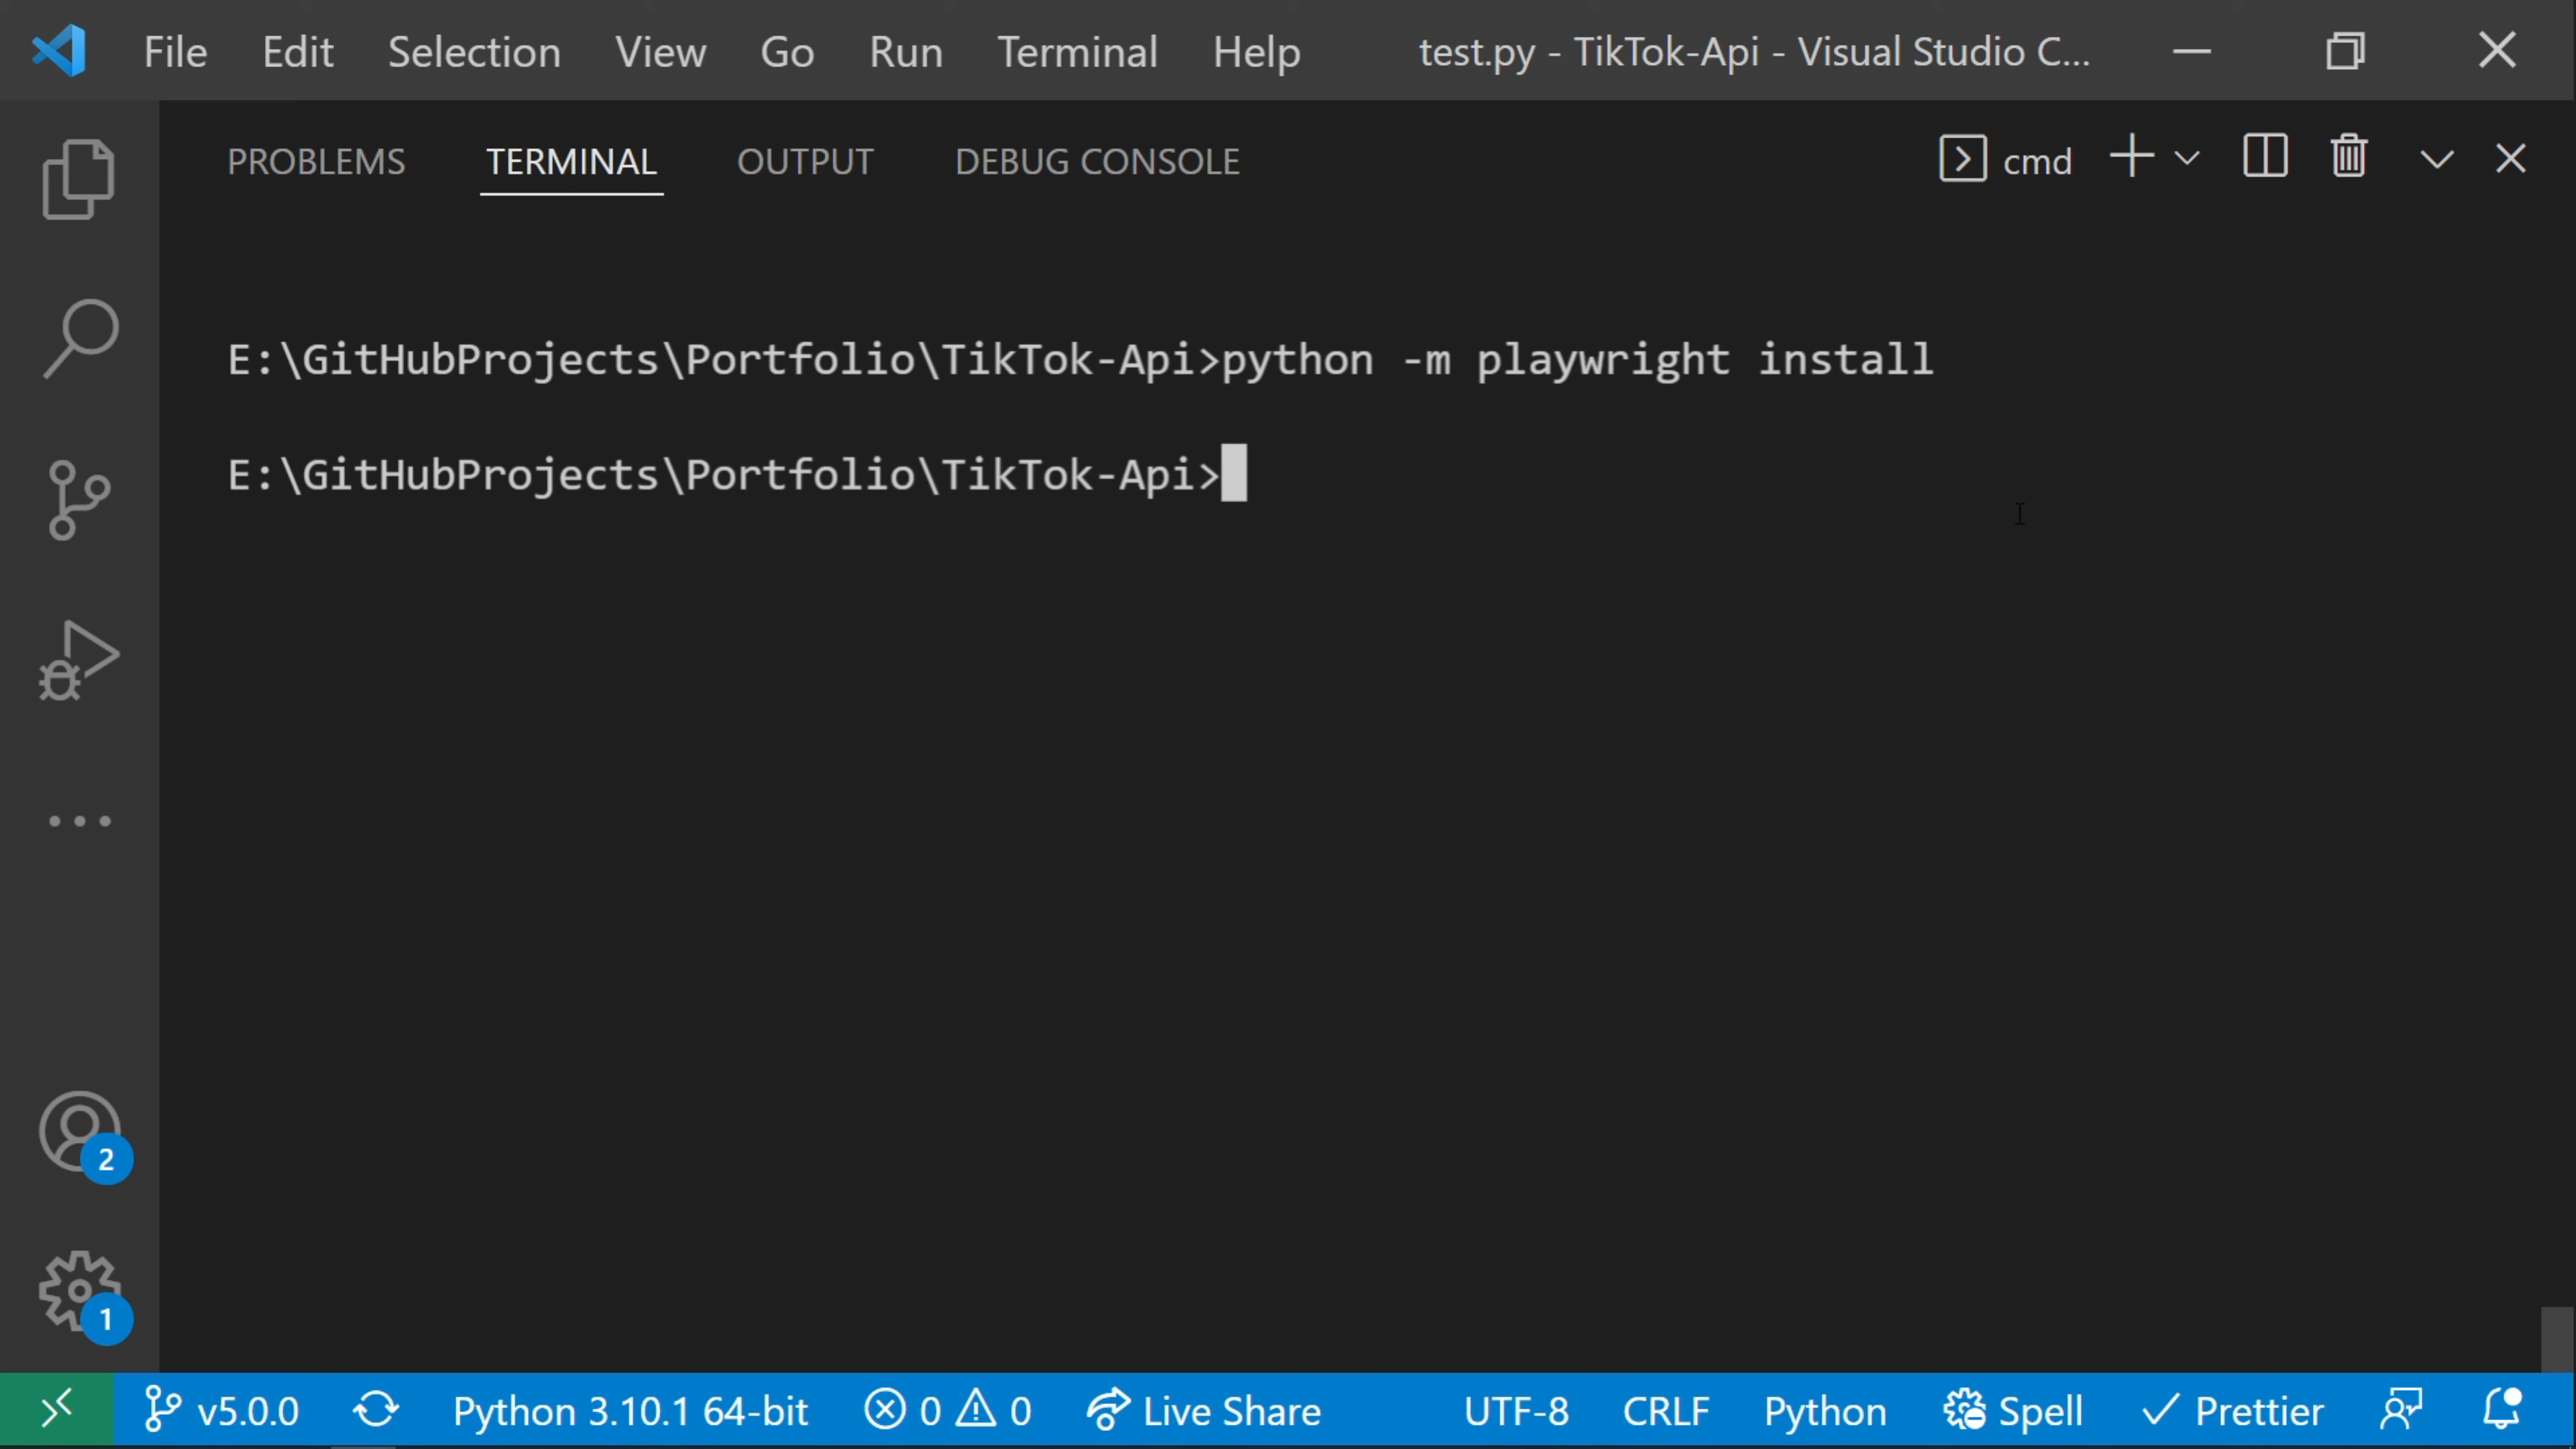 File Edit Selection View Go Run Terminal Help test.py - TikTok-Api - Visual Studio C...
PROBLEMS TERMINAL OUTPUT DEBUG CONSOLE cmd
E:\GitHubProjects\Portfolio\TikTok-Api>python -m playwright install
E:\GitHubProjects\Portfolio\TikTok-Api>
2
1
v5.0.0 Python 3.10.1 64-bit 0 0 Live Share UTF-8 CRLF Python Spell Prettier